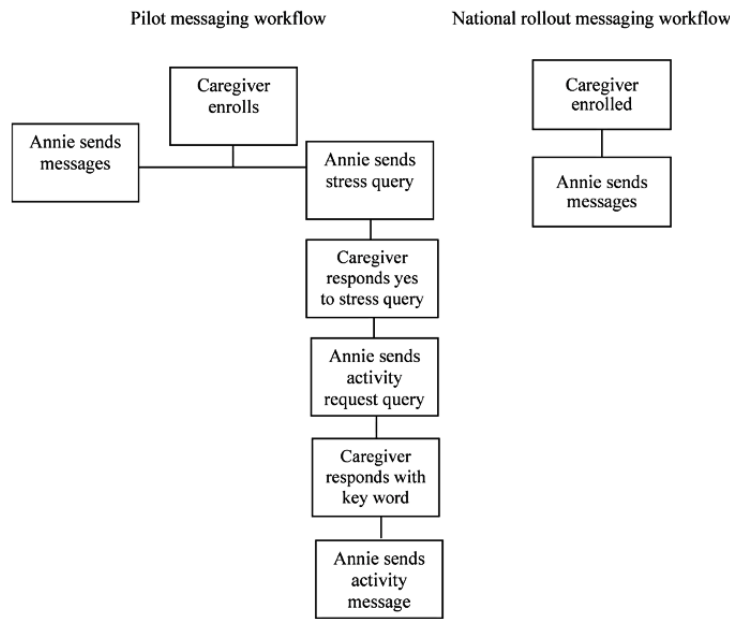 Pilot messaging workflow
National rollout messaging workflow
Caregiver
enrolls
Annie sends
messages
Annie sends
stress query
Caregiver
responds yes
to stress query
Annie sends
activity
request query
Caregiver
responds with
key word
Annie sends
activity
message
Caregiver
enrolled
Annie sends
messages